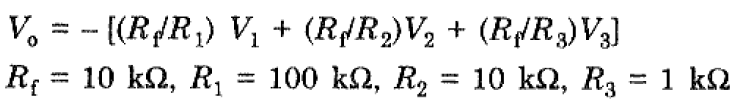 V_o = – [(R_f/R_1) V_1 + (R_f/R_2)V_2 + (R_f/R_3)V_3]
R_f = 10 kΩ, R_1 = 100 kΩ, R_2 = 10 kΩ, R_3 = 1 kΩ